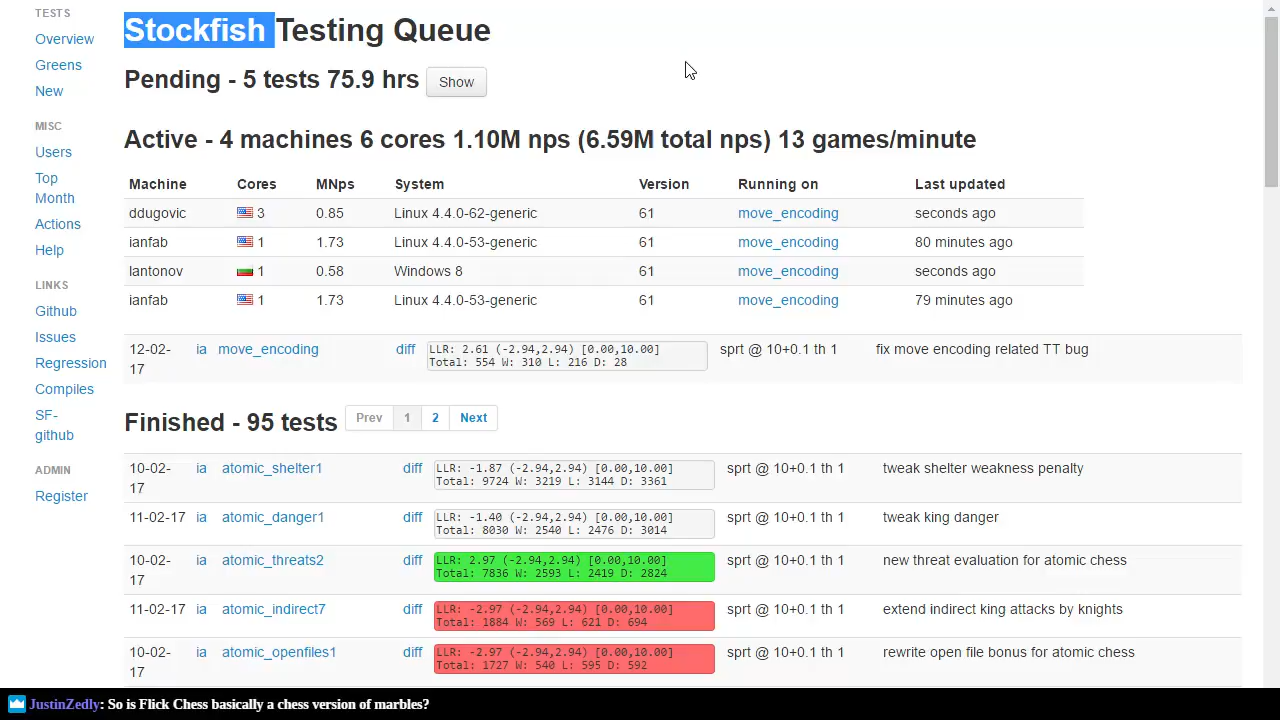 TESTS
Overview
Greens
New
MISC
Users
Top
Month
Actions
Help
LINKS
Github
Issues
Regression
Compiles
SF-
github
ADMIN
Register
Stockfish Testing Queue
Pending - 5 tests 75.9 hrs Show
Active - 4 machines 6 cores 1.10M nps (6.59M total nps) 13 games/minute
Machine Cores MNps System Version Running on Last updated
ddugovic 3 0.85 Linux 4.4.0-62-generic 61 move_encoding seconds ago
ianfab 1 1.73 Linux 4.4.0-53-generic 61 move_encoding 80 minutes ago
lantonov 1 0.58 Windows 8 61 move_encoding seconds ago
ianfab 1 1.73 Linux 4.4.0-53-generic 61 move_encoding 79 minutes ago
12-02- ia move_encoding diff LLR: 2.61 (-2.94,2.94) [0.00,10.00] sprt @ 10+0.1 th 1 fix move encoding related TT bug
17 Total: 554 W: 310 L: 216 D: 28
Finished - 95 tests Prev 1 2 Next
10-02- ia atomic_shelter1 diff LLR: -1.87 (-2.94,2.94) [0.00,10.00] sprt @ 10+0.1 th 1 tweak shelter weakness penalty
17 Total: 9724 W: 3219 L: 3144 D: 3361
11-02-17 ia atomic_danger1 diff LLR: -1.40 (-2.94,2.94) [0.00,10.00] sprt @ 10+0.1 th 1 tweak king danger
Total: 8030 W: 2540 L: 2476 D: 3014
10-02- ia atomic_threats2 diff LLR: 2.97 (-2.94,2.94) [0.00,10.00] sprt @ 10+0.1 th 1 new threat evaluation for atomic chess
17 Total: 7836 W: 2593 L: 2419 D: 2824
11-02-17 ia atomic_indirect7 diff LLR: -2.97 (-2.94,2.94) [0.00,10.00] sprt @ 10+0.1 th 1 extend indirect king attacks by knights
Total: 1884 W: 569 L: 621 D: 694
10-02- ia atomic_openfiles1 diff LLR: -2.97 (-2.94,2.94) [0.00,10.00] sprt @ 10+0.1 th 1 rewrite open file bonus for atomic chess
17 Total: 1727 W: 540 L: 595 D: 592
JustinZedly: So is Flick Chess basically a chess version of marbles?